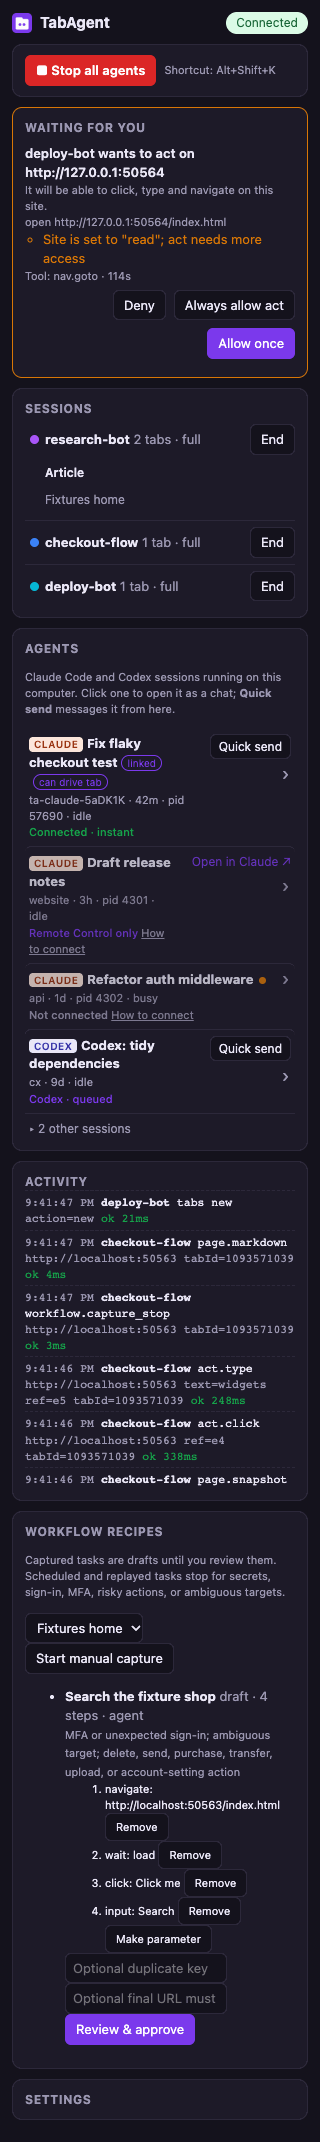 TabAgent
Connected
Stop all agents
Shortcut: Alt+Shift+K
WAITING FOR YOU
deploy-bot wants to act on
http://127.0.0.1:50564
It will be able to click, type and navigate on this
site.
open http://127.0.0.1:50564/index.html
Site is set to "read"; act needs more
access
Tool: nav.goto · 114s
Deny
Always allow act
Allow once
SESSIONS
research-bot 2 tabs · full
End
Article
Fixtures home
checkout-flow 1 tab · full
End
deploy-bot 1 tab · full
End
AGENTS
Claude Code and Codex sessions running on this
computer. Click one to open it as a chat; Quick
send messages it from here.
CLAUDE Fix flaky
checkout test linked
can drive tab
Quick send
ta-claude-5aDK1K · 42m · pid
57690 · idle
Connected · instant
CLAUDE Draft release
notes
Open in Claude ↗
website · 3h · pid 4301 ·
idle
Remote Control only How
to connect
CLAUDE Refactor auth middleware
api · 1d · pid 4302 · busy
Not connected How to connect
CODEX Codex: tidy
dependencies
Quick send
cx · 9d · idle
Codex · queued
▸ 2 other sessions
ACTIVITY
9:41:47 PM deploy-bot tabs new
action=new ok 21ms
9:41:47 PM checkout-flow page.markdown
http://localhost:50563 tabId=1093571039
ok 4ms
9:41:47 PM checkout-flow
workflow.capture_stop
http://localhost:50563 tabId=1093571039
ok 3ms
9:41:46 PM checkout-flow act.type
http://localhost:50563 text=widgets
ref=e5 tabId=1093571039 ok 248ms
9:41:46 PM checkout-flow act.click
http://localhost:50563 ref=e4
tabId=1093571039 ok 338ms
9:41:46 PM checkout-flow page.snapshot
WORKFLOW RECIPES
Captured tasks are drafts until you review them.
Scheduled and replayed tasks stop for secrets,
sign-in, MFA, risky actions, or ambiguous targets.
Fixtures home
Start manual capture
• Search the fixture shop draft · 4
steps · agent
MFA or unexpected sign-in; ambiguous
target; delete, send, purchase, transfer,
upload, or account-setting action
1. navigate:
http://localhost:50563/index.html
Remove
2. wait: load Remove
3. click: Click me Remove
4. input: Search Remove
Make parameter
Optional duplicate key
Optional final URL must
Review & approve
SETTINGS